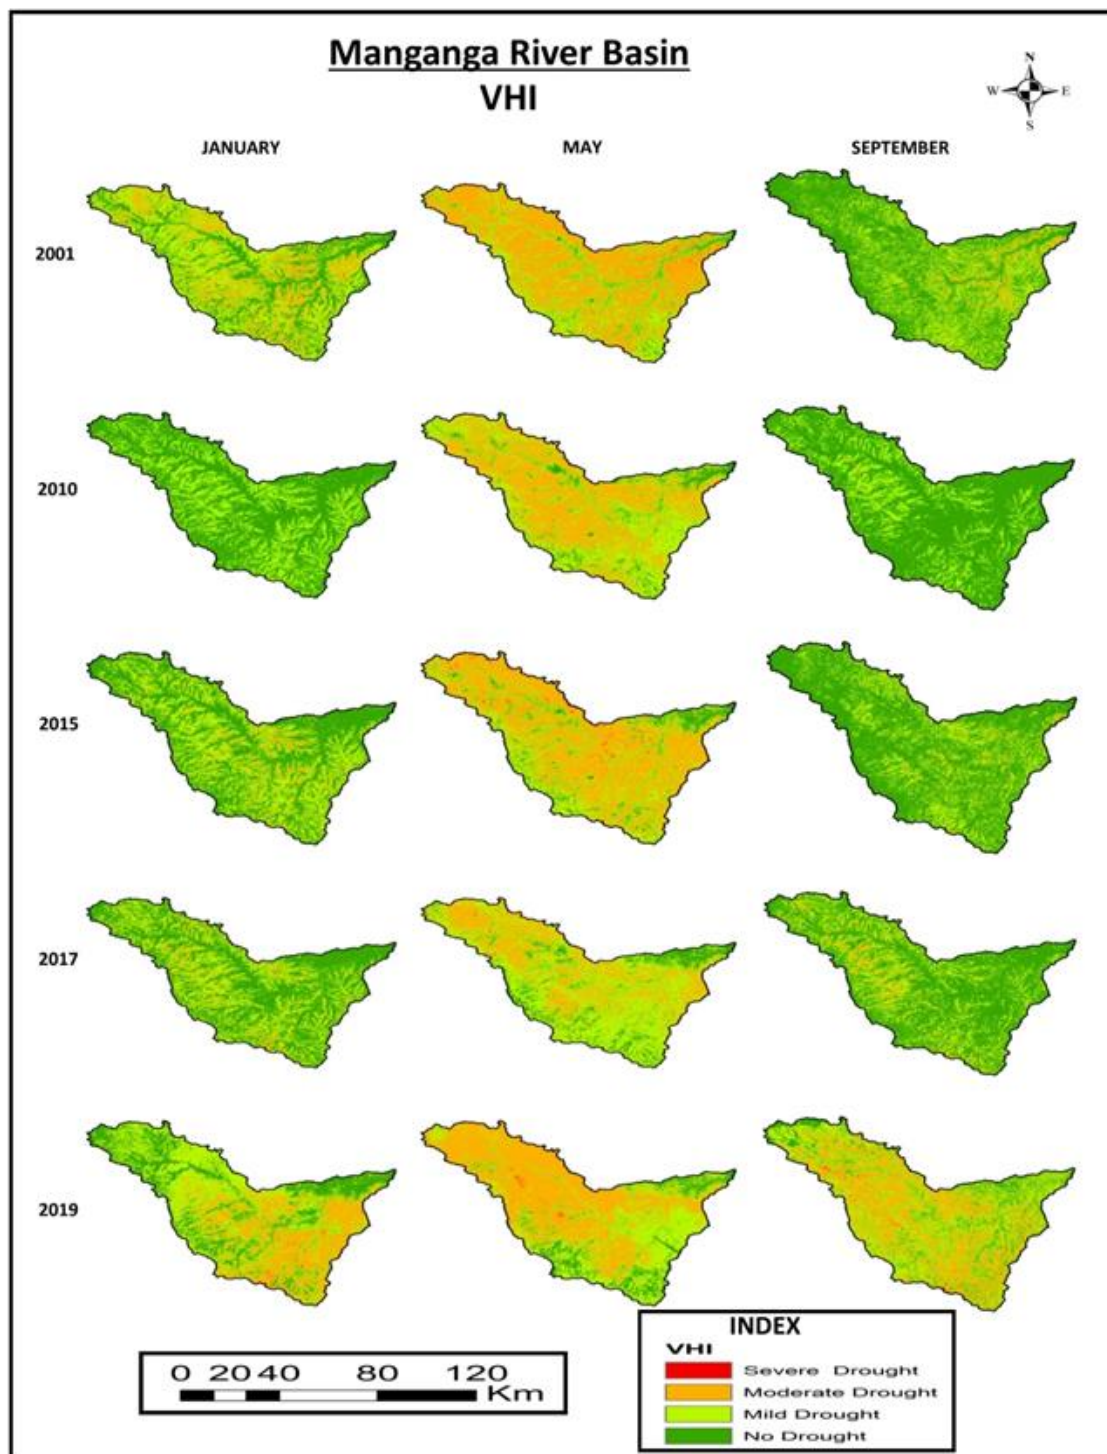 Manganga River Basin
VHI
N
W E
S
JANUARY MAY SEPTEMBER
2001
2010
2015
2017
2019
0 20 40 80 120
Km
INDEX
VHI
Severe Drought
Moderate Drought
Mild Drought
No Drought